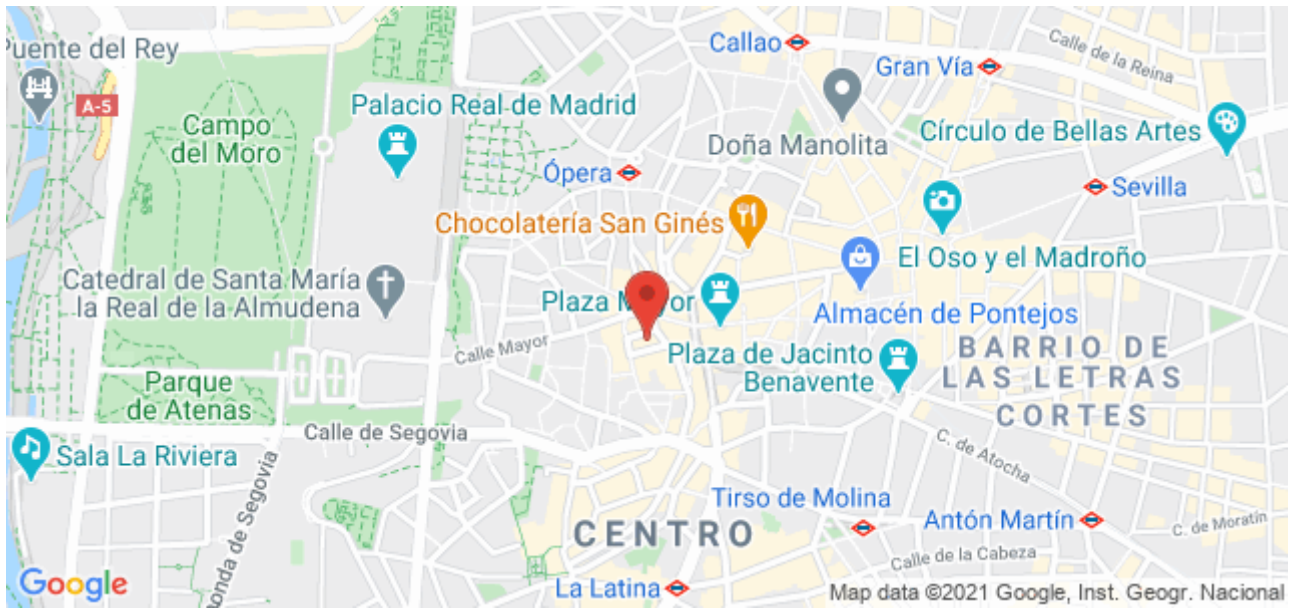 Puente del Rey
A-5
Campo
del Moro
Palacio Real de Madrid
Callao
Gran Vía
Calle de la Reina
Doña Manolita
Círculo de Bellas Artes
Ópera
Sevilla
Chocolatería San Ginés
El Oso y el Madroño
Catedral de Santa María
la Real de la Almudena
Plaza Mayor
Almacén de Pontejos
Calle Mayor
Plaza de Jacinto
Benavente
BARRIO DE
LAS LETRAS
CORTES
Parque
de Atenas
Calle de Segovia
Sala La Riviera
Ronda de Segovia
C. de Atocha
Tirso de Molina
Antón Martín
C. de Moratín
CENTRO
Calle de la Cabeza
La Latina
Google
Map data ©2021 Google, Inst. Geogr. Nacional